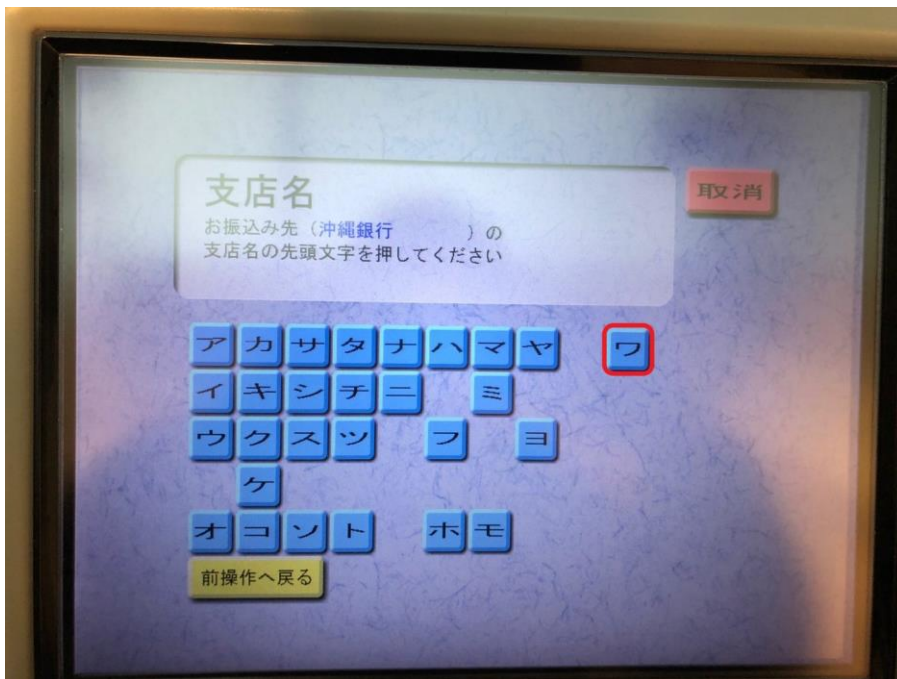 支店名
取消
お振込み先（沖縄銀行　　　　）の
支店名の先頭文字を押してください
ア カ サ タ ナ ハ マ ヤ ワ
イ キ シ チ ニ ミ
ウ ク ス ツ フ ヨ
ケ
オ コ ソ ト ホ モ
前操作へ戻る